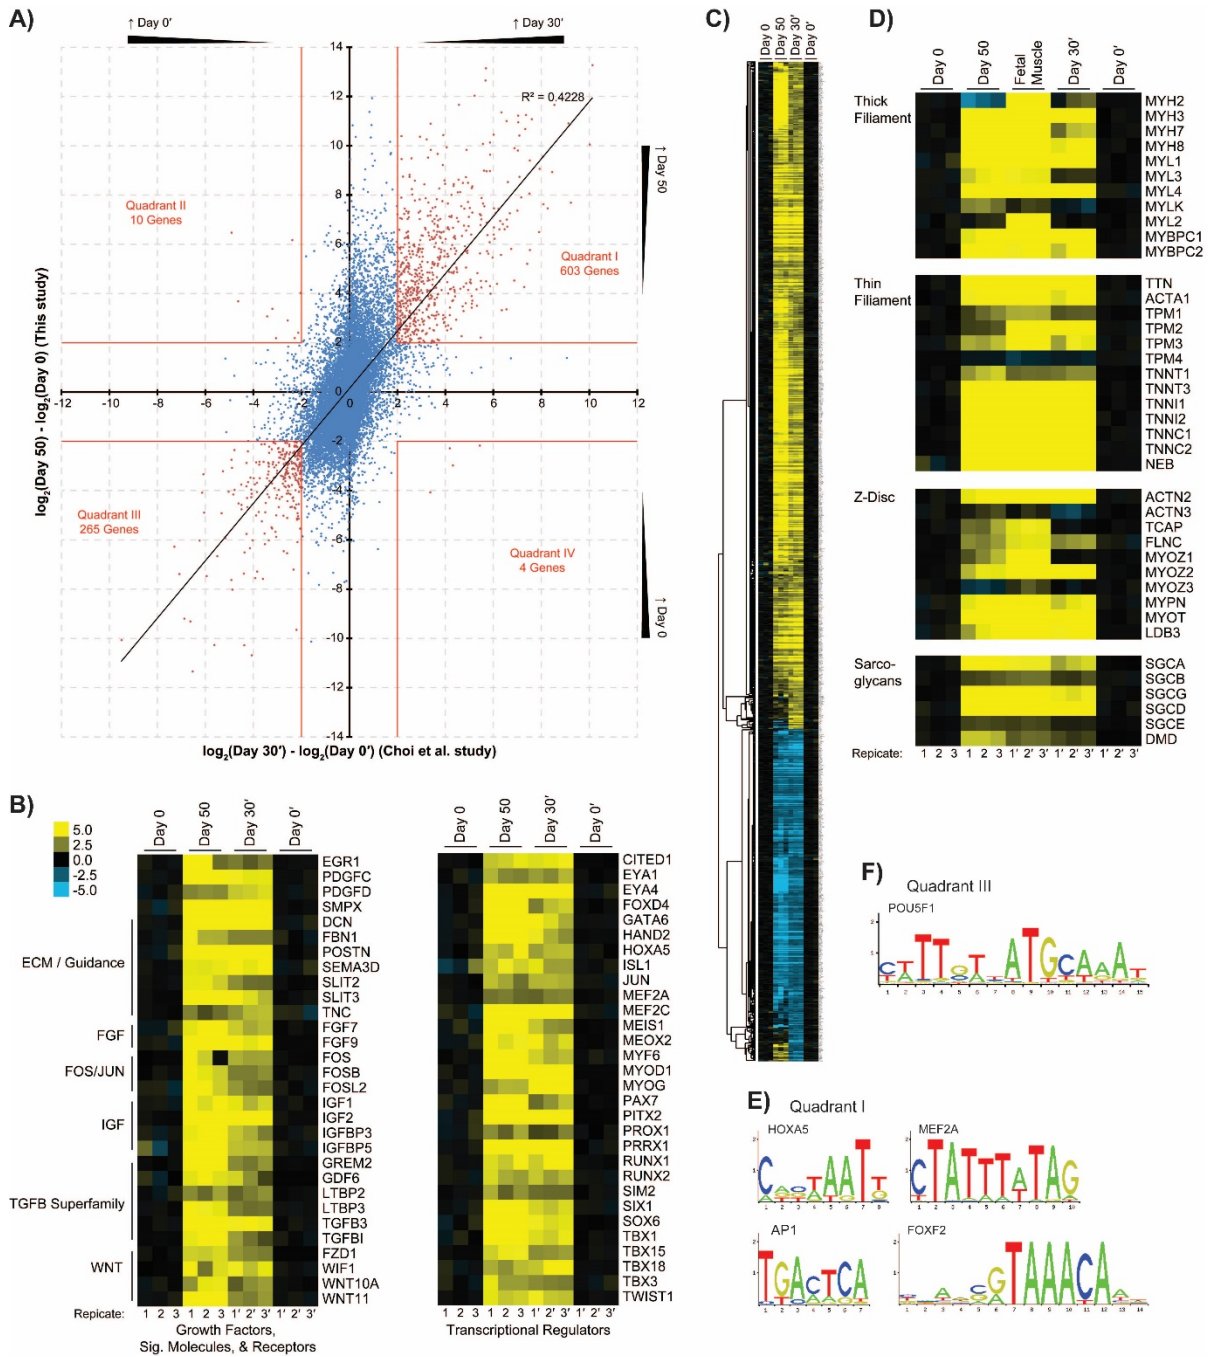 A)
↑ Day 0′
↑ Day 30′
R² = 0.4228
↑ Day 50
↑ Day 0
Quadrant II
10 Genes
Quadrant I
603 Genes
Quadrant III
265 Genes
Quadrant IV
4 Genes
14
12
10
8
6
4
2
0
-2
-4
-6
-8
-10
-12
-14
-12 -10 -8 -6 -4 -2 0 2 4 6 8 10 12
log₂(Day 50) - log₂(Day 0) (This study)
log₂(Day 30′) - log₂(Day 0′) (Choi et al. study)
B)
5.0
2.5
0.0
-2.5
-5.0
Day 0
Day 50
Day 30′
Day 0′
EGR1
PDGFC
PDGFD
SMPX
ECM / Guidance
DCN
FBN1
POSTN
SEMA3D
SLIT2
SLIT3
TNC
FGF
FGF7
FGF9
FOS/JUN
FOS
FOSB
FOSL2
IGF
IGF1
IGF2
IGFBP3
IGFBP5
TGFB Superfamily
GREM2
GDF6
LTBP2
LTBP3
TGFB3
TGFBI
WNT
FZD1
WIF1
WNT10A
WNT11
Repicate: 1 2 3 1 2 3 1′ 2′ 3′ 1′ 2′ 3′
Growth Factors,
Sig. Molecules, & Receptors
Day 0
Day 50
Day 30′
Day 0′
CITED1
EYA1
EYA4
FOXD4
GATA6
HAND2
HOXA5
ISL1
JUN
MEF2A
MEF2C
MEIS1
MEOX2
MYF6
MYOD1
MYOG
PAX7
PITX2
PROX1
PRRX1
RUNX1
RUNX2
SIM2
SIX1
SOX6
TBX1
TBX15
TBX18
TBX3
TWIST1
1 2 3 1 2 3 1′ 2′ 3′ 1′ 2′ 3′
Transcriptional Regulators
C)
Day 0
Day 50
Day 30′
Day 0′
D)
Day 0
Day 50
Fetal
Muscle
Day 30′
Day 0′
Thick
Filiament
MYH2
MYH3
MYH7
MYH8
MYL1
MYL3
MYL4
MYLK
MYL2
MYBPC1
MYBPC2
Thin
Filament
TTN
ACTA1
TPM1
TPM2
TPM3
TPM4
TNNT1
TNNT3
TNNI1
TNNI2
TNNC1
TNNC2
NEB
Z-Disc
ACTN2
ACTN3
TCAP
FLNC
MYOZ1
MYOZ2
MYOZ3
MYPN
MYOT
LDB3
Sarco-
glycans
SGCA
SGCB
SGCG
SGCD
SGCE
DMD
Repicate: 1 2 3 1 2 3 1′ 2′ 3′ 1′ 2′ 3′ 1′ 2′ 3′
F)
Quadrant III
POU5F1
E)
Quadrant I
HOXA5
MEF2A
AP1
FOXF2